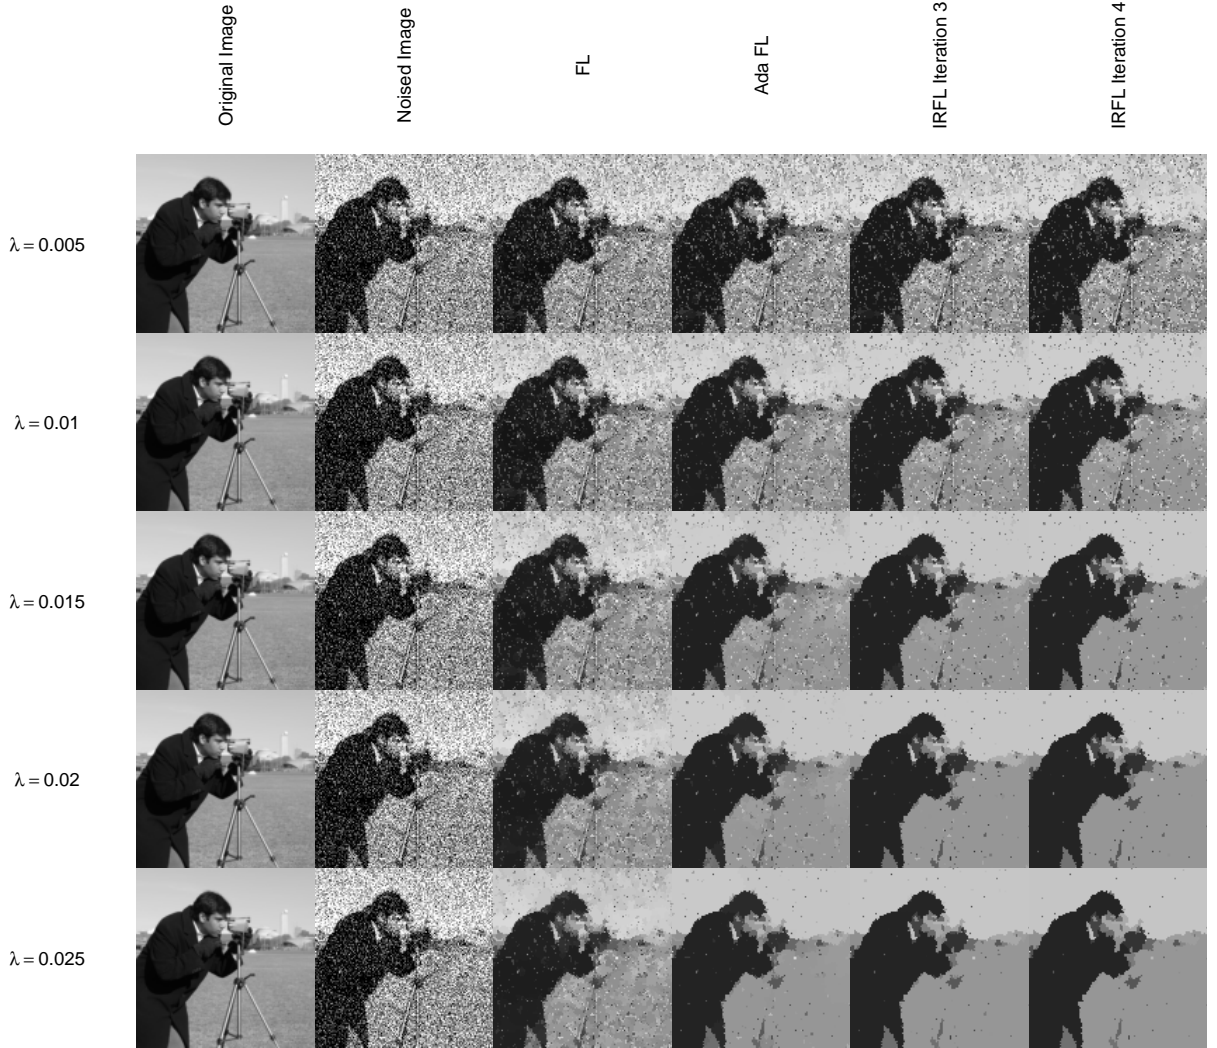 Original Image
Noised Image
FL
Ada FL
IRFL Iteration 3
IRFL Iteration 4
λ = 0.005
λ = 0.01
λ = 0.015
λ = 0.02
λ = 0.025